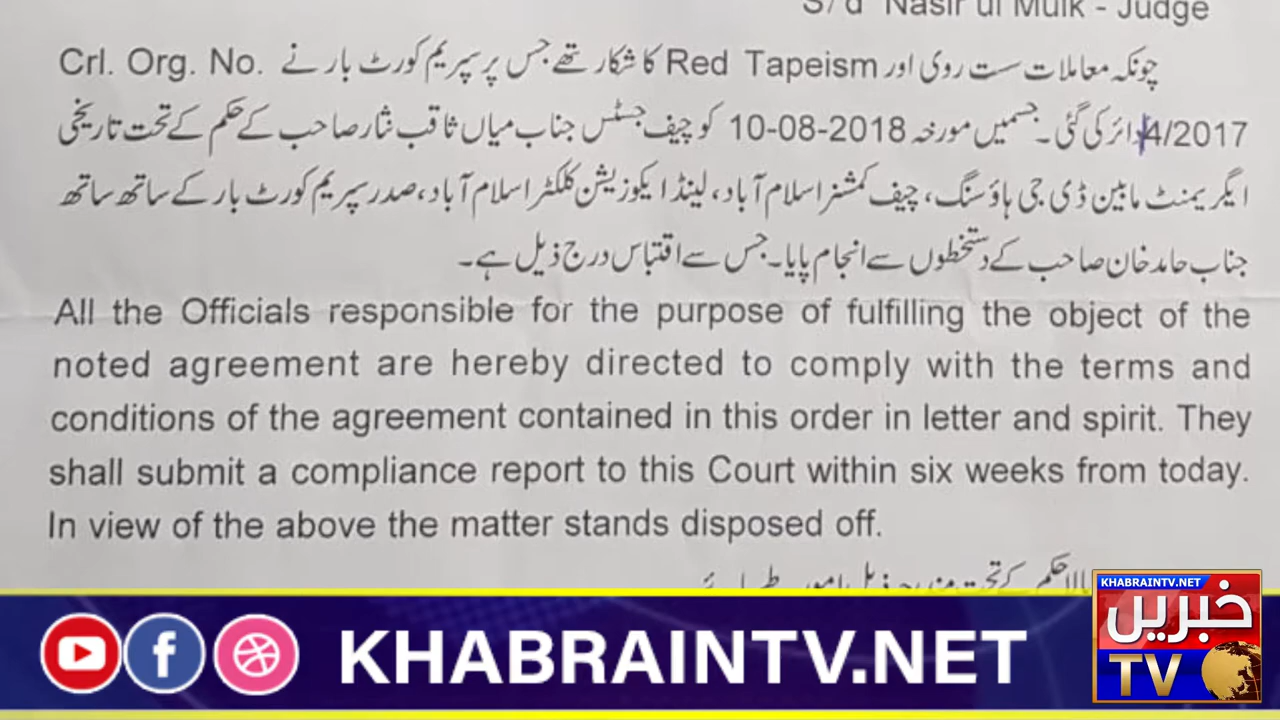 S/d Nasir ul Mulk - Judge
چونکہ معاملات سست روی اور Red Tapeism کا شکار تھے جس پر سپریم کورٹ بار نے Crl. Org. No.
4/2017 دائر کی گئی۔ جسمیں مورخہ 10-08-2018 کو چیف جسٹس جناب میاں ثاقب نثار صاحب کے حکم کے تحت تاریخی
ایگریمنٹ مابین ڈی جی ہاؤسنگ، چیف کمشنر اسلام آباد، لینڈ ایکوزیشن کلکٹر اسلام آباد، صدر سپریم کورٹ بار کے ساتھ ساتھ
جناب حامد خان صاحب کے دستخطوں سے انجام پایا۔ جس سے اقتباس درج ذیل ہے۔
All the Officials responsible for the purpose of fulfilling the object of the
noted agreement are hereby directed to comply with the terms and
conditions of the agreement contained in this order in letter and spirit. They
shall submit a compliance report to this Court within six weeks from today.
In view of the above the matter stands disposed off.
KHABRAINTV.NET
KHABRAINTV.NET
خبریں
TV